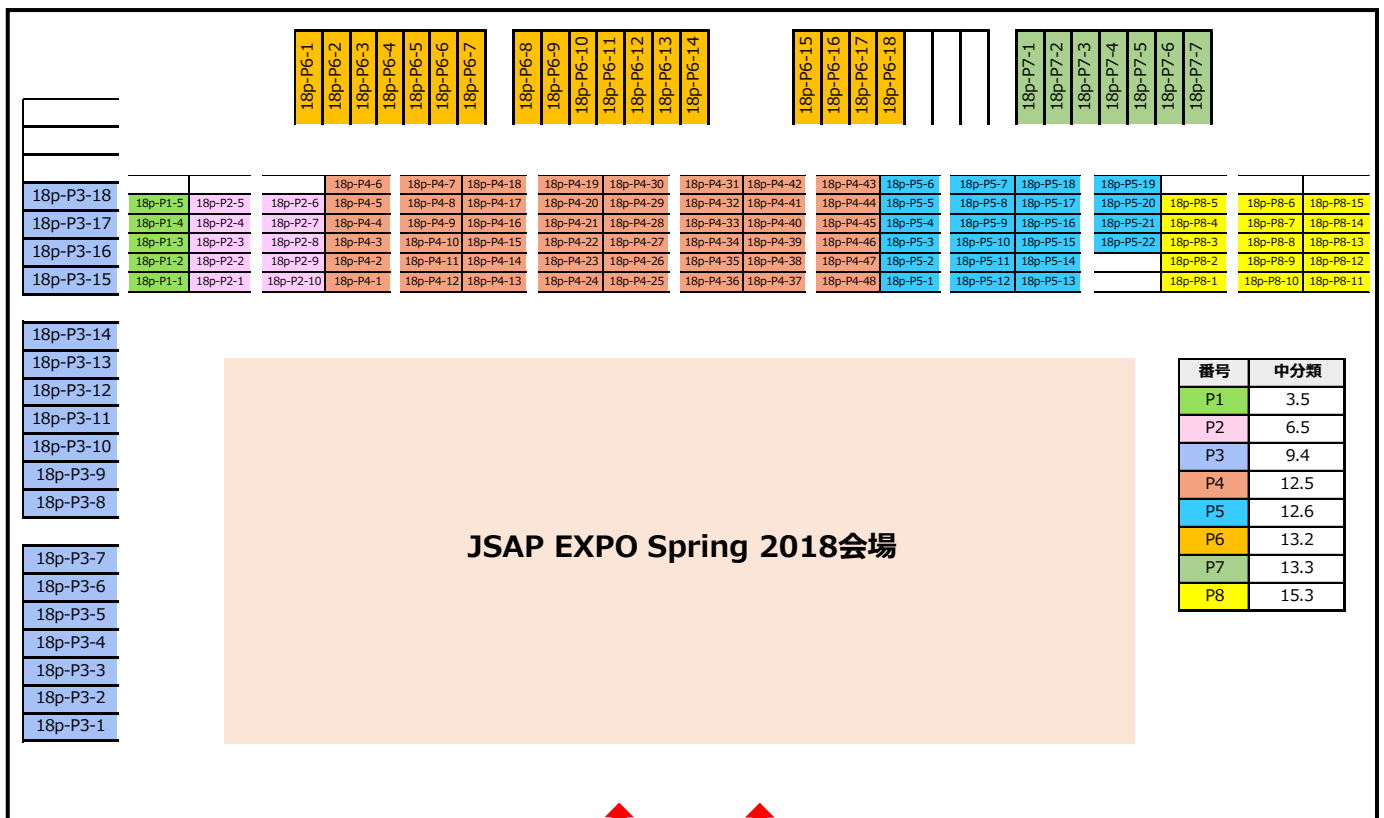 18p-P6-1 18p-P6-2 18p-P6-3 18p-P6-4 18p-P6-5 18p-P6-6 18p-P6-7 18p-P6-8 18p-P6-9 18p-P6-10 18p-P6-11 18p-P6-12 18p-P6-13 18p-P6-14 18p-P6-15 18p-P6-16 18p-P6-17 18p-P6-18 18p-P7-1 18p-P7-2 18p-P7-3 18p-P7-4 18p-P7-5 18p-P7-6 18p-P7-7
18p-P3-18
18p-P3-17
18p-P3-16
18p-P3-15
18p-P4-6 18p-P4-7 18p-P4-18 18p-P4-19 18p-P4-30 18p-P4-31 18p-P4-42 18p-P4-43 18p-P5-6 18p-P5-7 18p-P5-18 18p-P5-19
18p-P1-5 18p-P2-5 18p-P2-6 18p-P4-5 18p-P4-8 18p-P4-17 18p-P4-20 18p-P4-29 18p-P4-32 18p-P4-41 18p-P4-44 18p-P5-5 18p-P5-8 18p-P5-17 18p-P5-20 18p-P8-5 18p-P8-6 18p-P8-15
18p-P1-4 18p-P2-4 18p-P2-7 18p-P4-4 18p-P4-9 18p-P4-16 18p-P4-21 18p-P4-28 18p-P4-33 18p-P4-40 18p-P4-45 18p-P5-4 18p-P5-9 18p-P5-16 18p-P5-21 18p-P8-4 18p-P8-7 18p-P8-14
18p-P1-3 18p-P2-3 18p-P2-8 18p-P4-3 18p-P4-10 18p-P4-15 18p-P4-22 18p-P4-27 18p-P4-34 18p-P4-39 18p-P4-46 18p-P5-3 18p-P5-10 18p-P5-15 18p-P5-22 18p-P8-3 18p-P8-8 18p-P8-13
18p-P1-2 18p-P2-2 18p-P2-9 18p-P4-2 18p-P4-11 18p-P4-14 18p-P4-23 18p-P4-26 18p-P4-35 18p-P4-38 18p-P4-47 18p-P5-2 18p-P5-11 18p-P5-14 18p-P8-2 18p-P8-9 18p-P8-12
18p-P1-1 18p-P2-1 18p-P2-10 18p-P4-1 18p-P4-12 18p-P4-13 18p-P4-24 18p-P4-25 18p-P4-36 18p-P4-37 18p-P4-48 18p-P5-1 18p-P5-12 18p-P5-13 18p-P8-1 18p-P8-10 18p-P8-11
18p-P3-14
18p-P3-13
18p-P3-12
18p-P3-11
18p-P3-10
18p-P3-9
18p-P3-8
18p-P3-7
18p-P3-6
18p-P3-5
18p-P3-4
18p-P3-3
18p-P3-2
18p-P3-1
JSAP EXPO Spring 2018会場
番号 中分類
P1 3.5
P2 6.5
P3 9.4
P4 12.5
P5 12.6
P6 13.2
P7 13.3
P8 15.3